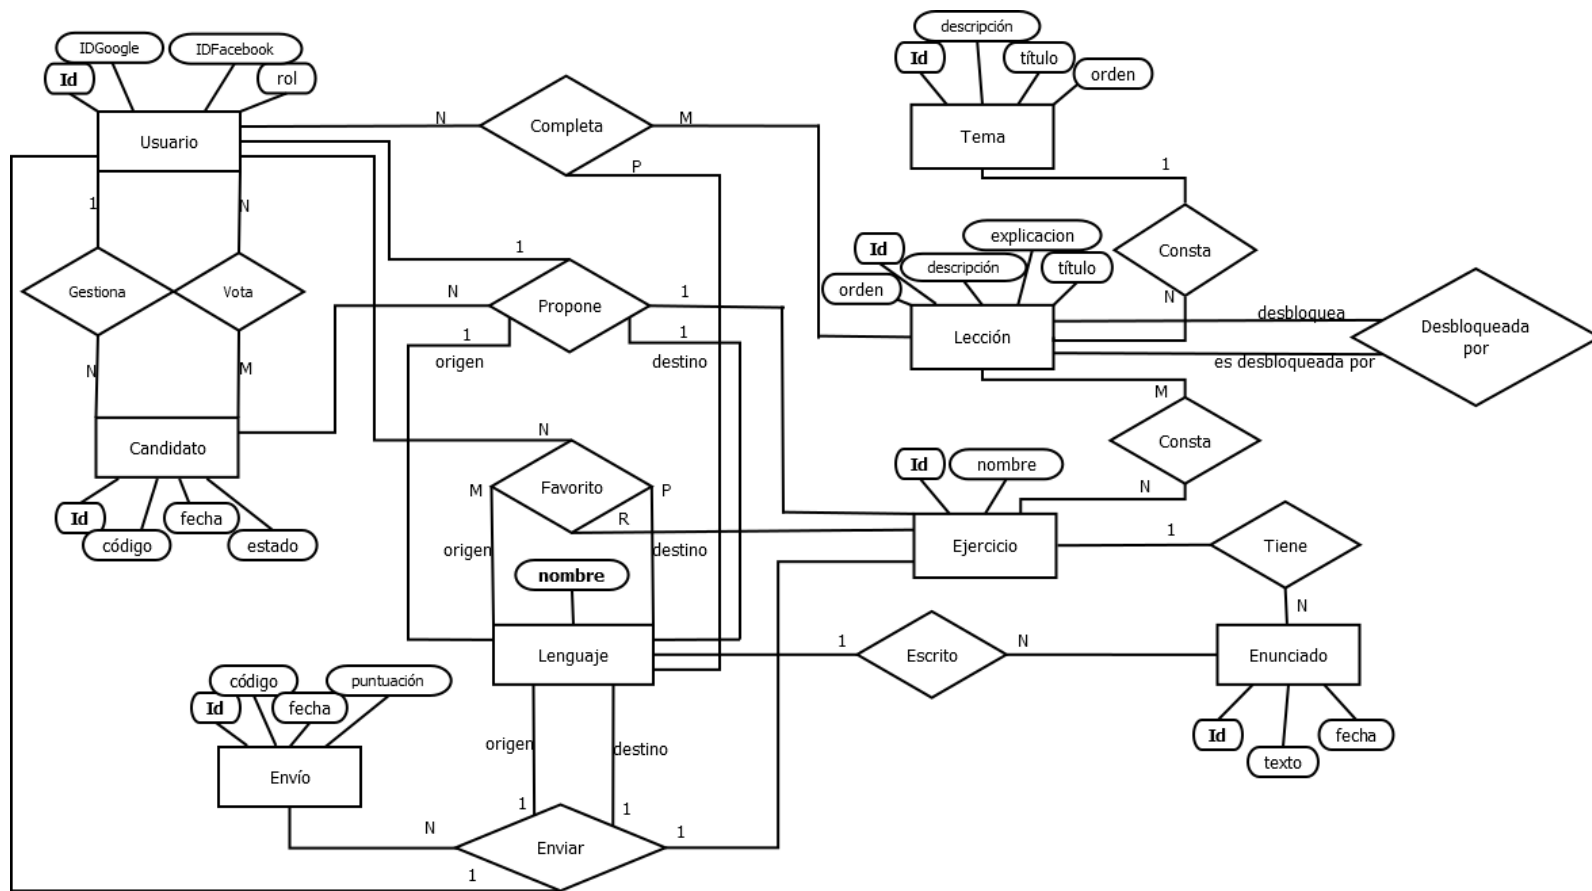 IDGoogle
IDFacebook
Id
rol
Usuario
descripción
Id
título
orden
Tema
N
Completa
M
P
1
1
N
Gestiona
Vota
N
M
1
N
Propone
1
1
origen
1
destino
Consta
N
explicacion
Id
descripción
título
orden
Lección
desbloquea
es desbloqueada por
Desbloqueada
por
M
Consta
N
Candidato
Id
fecha
código
estado
N
M
Favorito
P
R
origen
destino
nombre
Lenguaje
Id
nombre
Ejercicio
1
Tiene
N
1
Escrito
N
Enunciado
Id
fecha
texto
código
puntuación
Id
fecha
Envío
origen
destino
1
1
N
Enviar
1
1